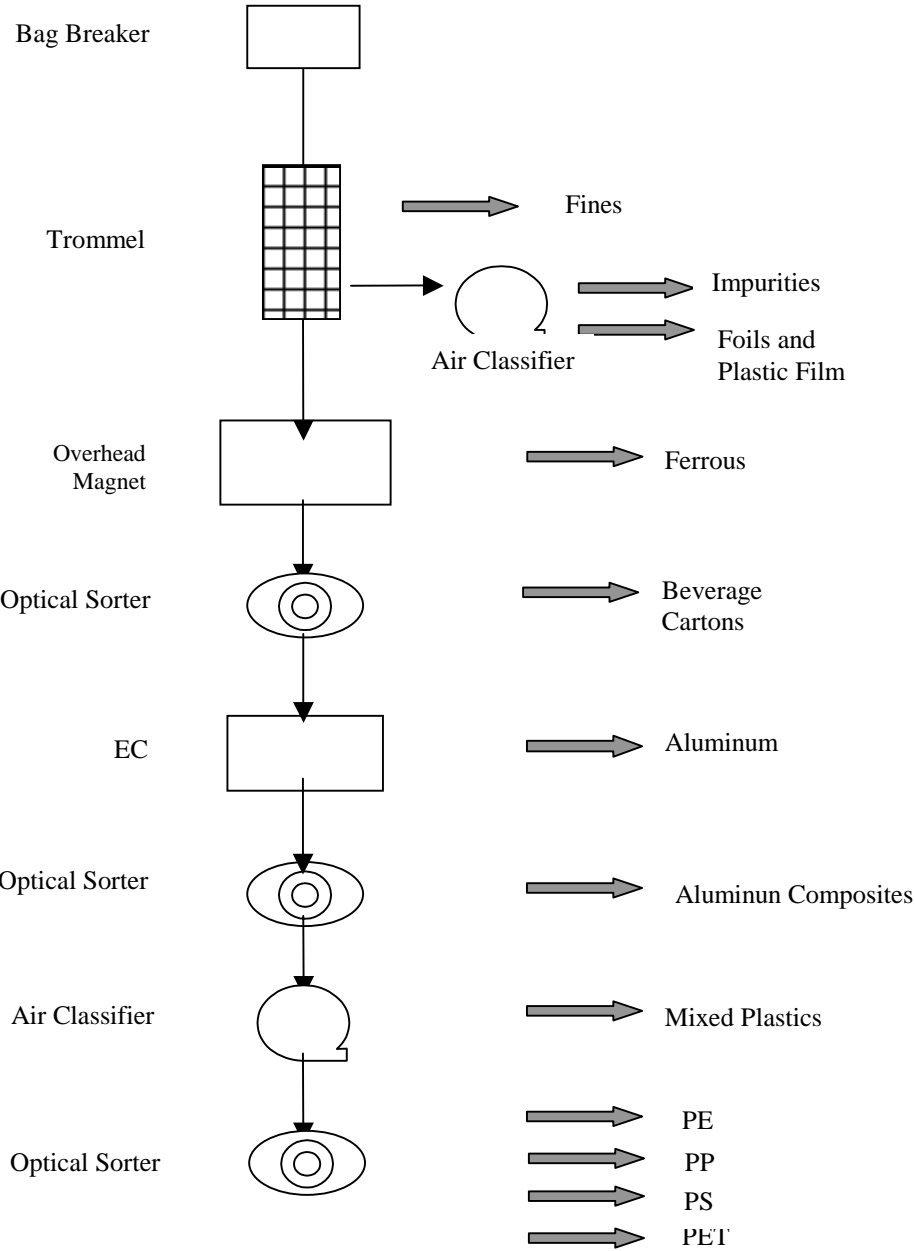 Bag Breaker
Trommel
Fines
Impurities
Air Classifier
Foils and
Plastic Film
Overhead
Magnet
Ferrous
Optical Sorter
Beverage
Cartons
EC
Aluminum
Optical Sorter
Aluminun Composites
Air Classifier
Mixed Plastics
Optical Sorter
PE
PP
PS
PET